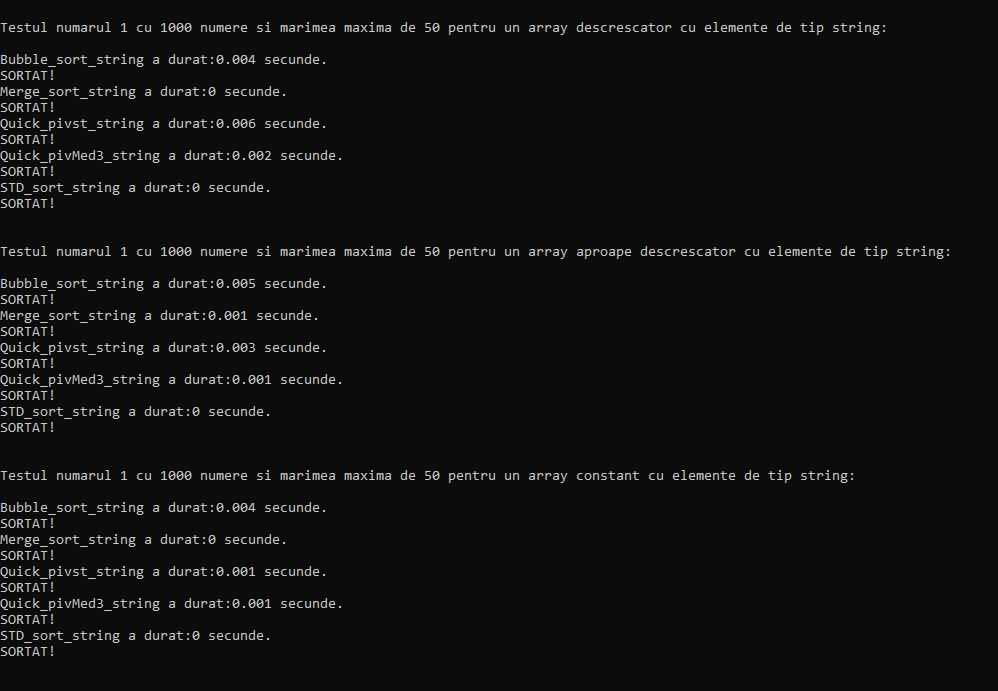 Testul numarul 1 cu 1000 numere si marimea maxima de 50 pentru un array descrescator cu elemente de tip string:
Bubble_sort_string a durat:0.004 secunde.
SORTAT!
Merge_sort_string a durat:0 secunde.
SORTAT!
Quick_pivst_string a durat:0.006 secunde.
SORTAT!
Quick_pivMed3_string a durat:0.002 secunde.
SORTAT!
STD_sort_string a durat:0 secunde.
SORTAT!
Testul numarul 1 cu 1000 numere si marimea maxima de 50 pentru un array aproape descrescator cu elemente de tip string:
Bubble_sort_string a durat:0.005 secunde.
SORTAT!
Merge_sort_string a durat:0.001 secunde.
SORTAT!
Quick_pivst_string a durat:0.003 secunde.
SORTAT!
Quick_pivMed3_string a durat:0.001 secunde.
SORTAT!
STD_sort_string a durat:0 secunde.
SORTAT!
Testul numarul 1 cu 1000 numere si marimea maxima de 50 pentru un array constant cu elemente de tip string:
Bubble_sort_string a durat:0.004 secunde.
SORTAT!
Merge_sort_string a durat:0 secunde.
SORTAT!
Quick_pivst_string a durat:0.001 secunde.
SORTAT!
Quick_pivMed3_string a durat:0.001 secunde.
SORTAT!
STD_sort_string a durat:0 secunde.
SORTAT!